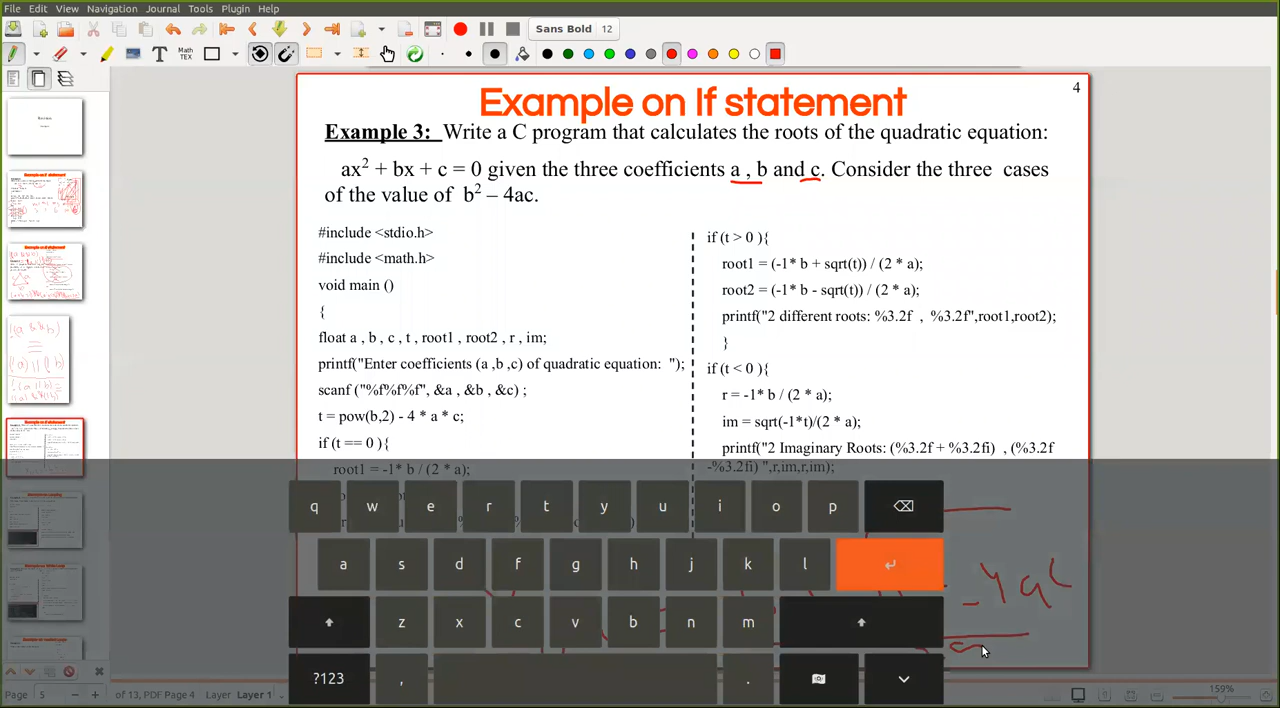 File Edit View Navigation Journal Tools Plugin Help
Sans Bold 12
Math
TEX
4
Example on If statement
Example 3: Write a C program that calculates the roots of the quadratic equation:
ax² + bx + c = 0 given the three coefficients a , b and c. Consider the three cases
of the value of b² – 4ac.
#include <stdio.h>
#include <math.h>
void main ()
{
float a , b , c , t , root1 , root2 , r , im;
printf("Enter coefficients (a ,b ,c) of quadratic equation: ");
scanf ("%f%f%f", &a , &b , &c) ;
t = pow(b,2) - 4 * a * c;
if (t == 0 ){
root1 = -1* b / (2 * a);
if (t > 0 ){
root1 = (-1* b + sqrt(t)) / (2 * a);
root2 = (-1* b - sqrt(t)) / (2 * a);
printf("2 different roots: %3.2f , %3.2f",root1,root2);
}
if (t < 0 ){
r = -1* b / (2 * a);
im = sqrt(-1*t)/(2 * a);
printf("2 Imaginary Roots: (%3.2f + %3.2fi) , (%3.2f
-%3.2fi) ",r,im,r,im);
q w e r t y u i o p
a s d f g h j k l
z x c v b n m
?123 , .
- 4ac
Page 5 of 13, PDF Page 4 Layer Layer 1 159%